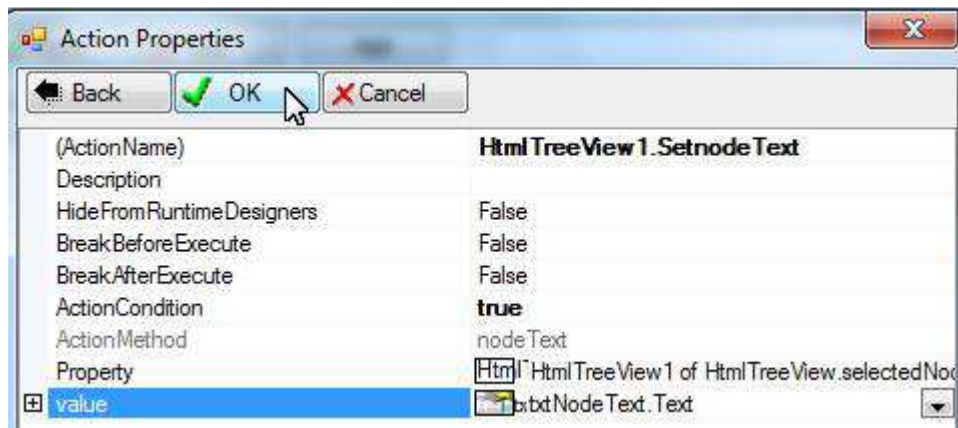 Action Properties
Back OK Cancel
(ActionName) HtmlTreeView1.SetnodeText
Description
HideFromRuntimeDesigners False
BreakBeforeExecute False
BreakAfterExecute False
ActionCondition true
ActionMethod nodeText
Property HtmlTreeView1 of HtmlTreeView.selectedNod
value txtNodeText.Text